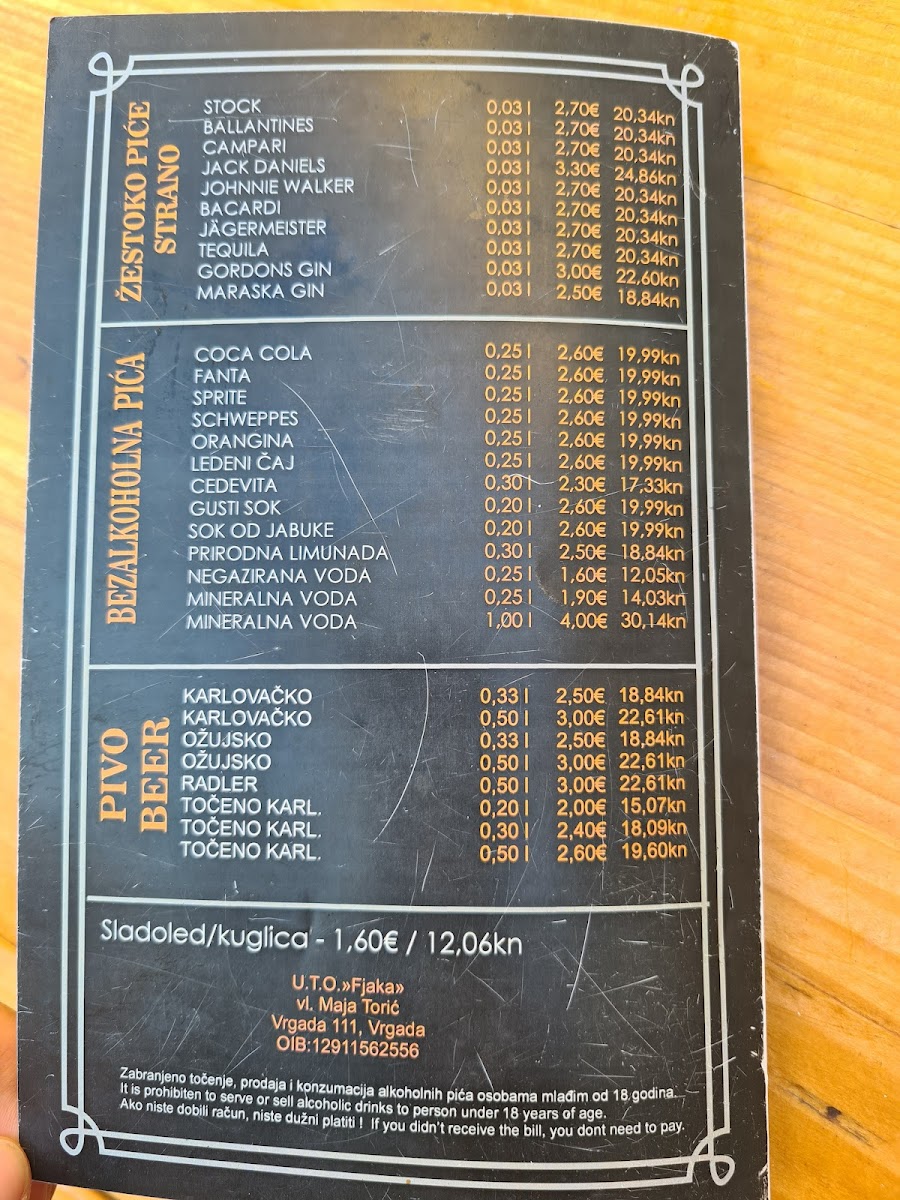 ŽESTOKO PIĆE
STRANO
STOCK 0,03 l 2,70€ 20,34kn
BALLANTINES 0,03 l 2,70€ 20,34kn
CAMPARI 0,03 l 2,70€ 20,34kn
JACK DANIELS 0,03 l 3,30€ 24,86kn
JOHNNIE WALKER 0,03 l 2,70€ 20,34kn
BACARDI 0,03 l 2,70€ 20,34kn
JÄGERMEISTER 0,03 l 2,70€ 20,34kn
TEQUILA 0,03 l 2,70€ 20,34kn
GORDONS GIN 0,03 l 3,00€ 22,60kn
MARASKA GIN 0,03 l 2,50€ 18,84kn
BEZALKOHOLNA PIĆA
COCA COLA 0,25 l 2,60€ 19,99kn
FANTA 0,25 l 2,60€ 19,99kn
SPRITE 0,25 l 2,60€ 19,99kn
SCHWEPPES 0,25 l 2,60€ 19,99kn
ORANGINA 0,25 l 2,60€ 19,99kn
LEDENI ČAJ 0,25 l 2,60€ 19,99kn
CEDEVITA 0,30 l 2,30€ 17,33kn
GUSTI SOK 0,20 l 2,60€ 19,99kn
SOK OD JABUKE 0,20 l 2,60€ 19,99kn
PRIRODNA LIMUNADA 0,30 l 2,50€ 18,84kn
NEGAZIRANA VODA 0,25 l 1,60€ 12,05kn
MINERALNA VODA 0,25 l 1,90€ 14,03kn
MINERALNA VODA 1,00 l 4,00€ 30,14kn
PIVO
BEER
KARLOVAČKO 0,33 l 2,50€ 18,84kn
KARLOVAČKO 0,50 l 3,00€ 22,61kn
OŽUJSKO 0,33 l 2,50€ 18,84kn
OŽUJSKO 0,50 l 3,00€ 22,61kn
RADLER 0,50 l 3,00€ 22,61kn
TOČENO KARL. 0,20 l 2,00€ 15,07kn
TOČENO KARL. 0,30 l 2,40€ 18,09kn
TOČENO KARL. 0,50 l 2,60€ 19,60kn
Sladoled/kuglica - 1,60€ / 12,06kn
U.T.O.»Fjaka»
vl. Maja Torić
Vrgada 111, Vrgada
OIB:12911562556
Zabranjeno točenje, prodaja i konzumacija alkoholnih pića osobama mlađim od 18 godina.
It is prohibiten to serve or sell alcoholic drinks to person under 18 years of age.
Ako niste dobili račun, niste dužni platiti ! If you didn't receive the bill, you dont need to pay.